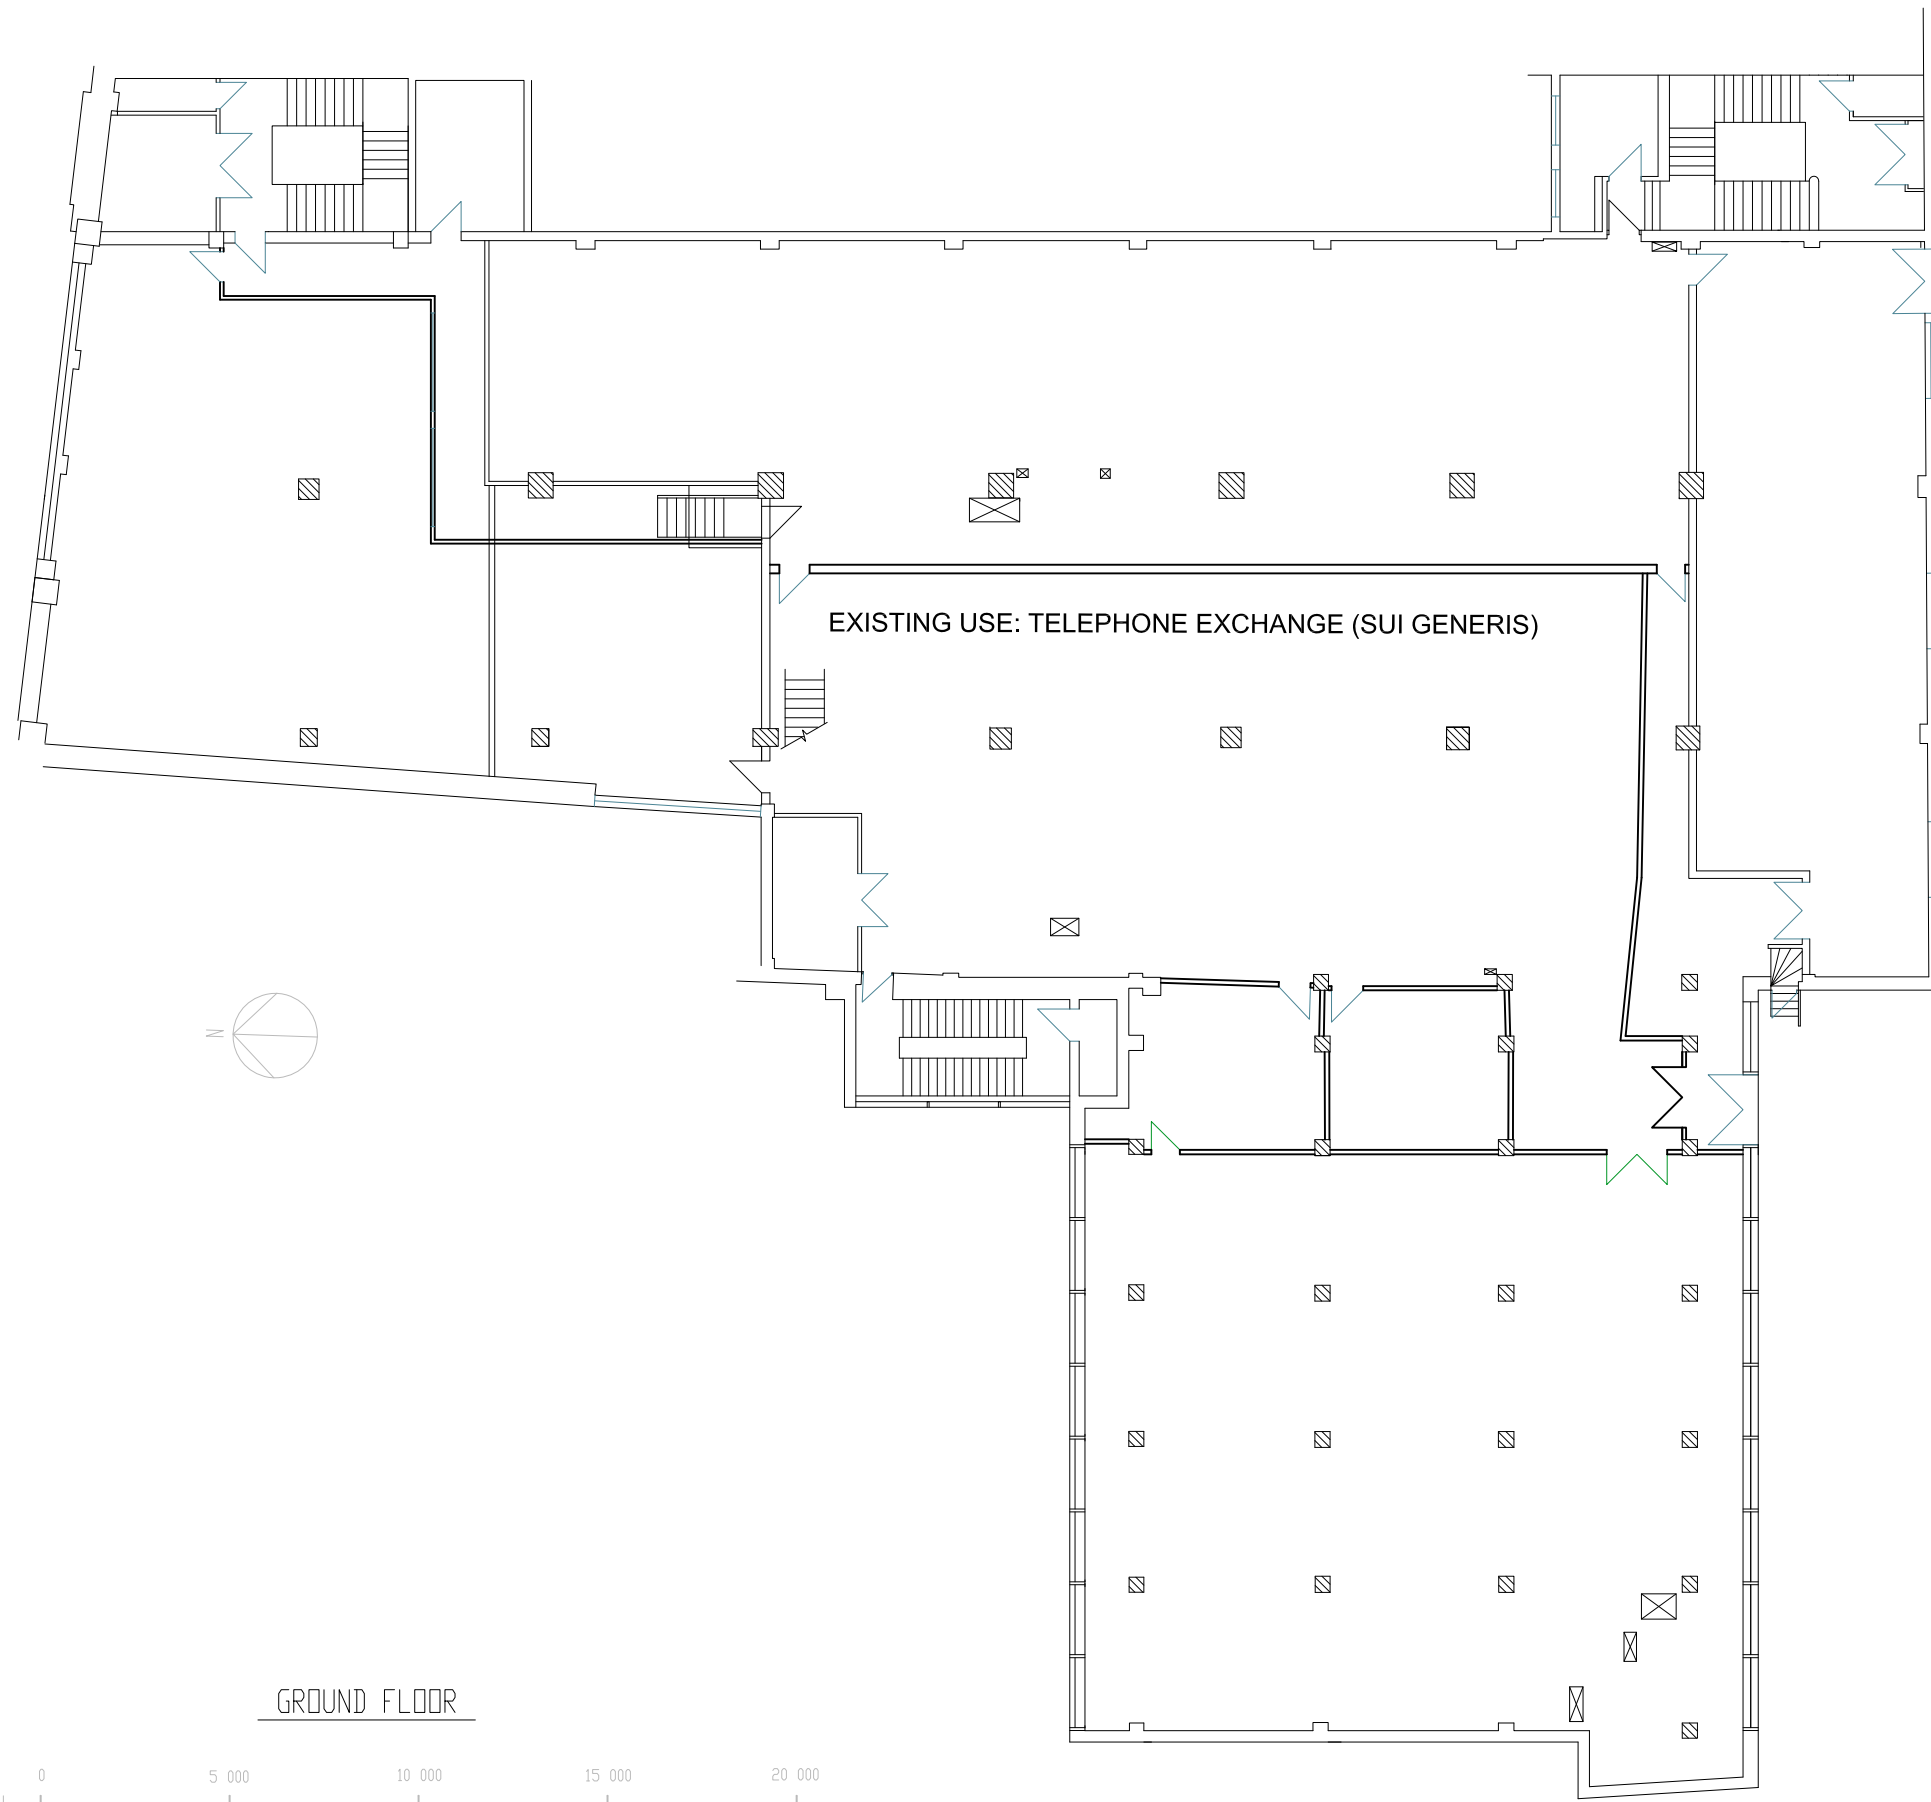 EXISTING USE: TELEPHONE EXCHANGE (SUI GENERIS)
N
GROUND FLOOR
0 5 000 10 000 15 000 20 000